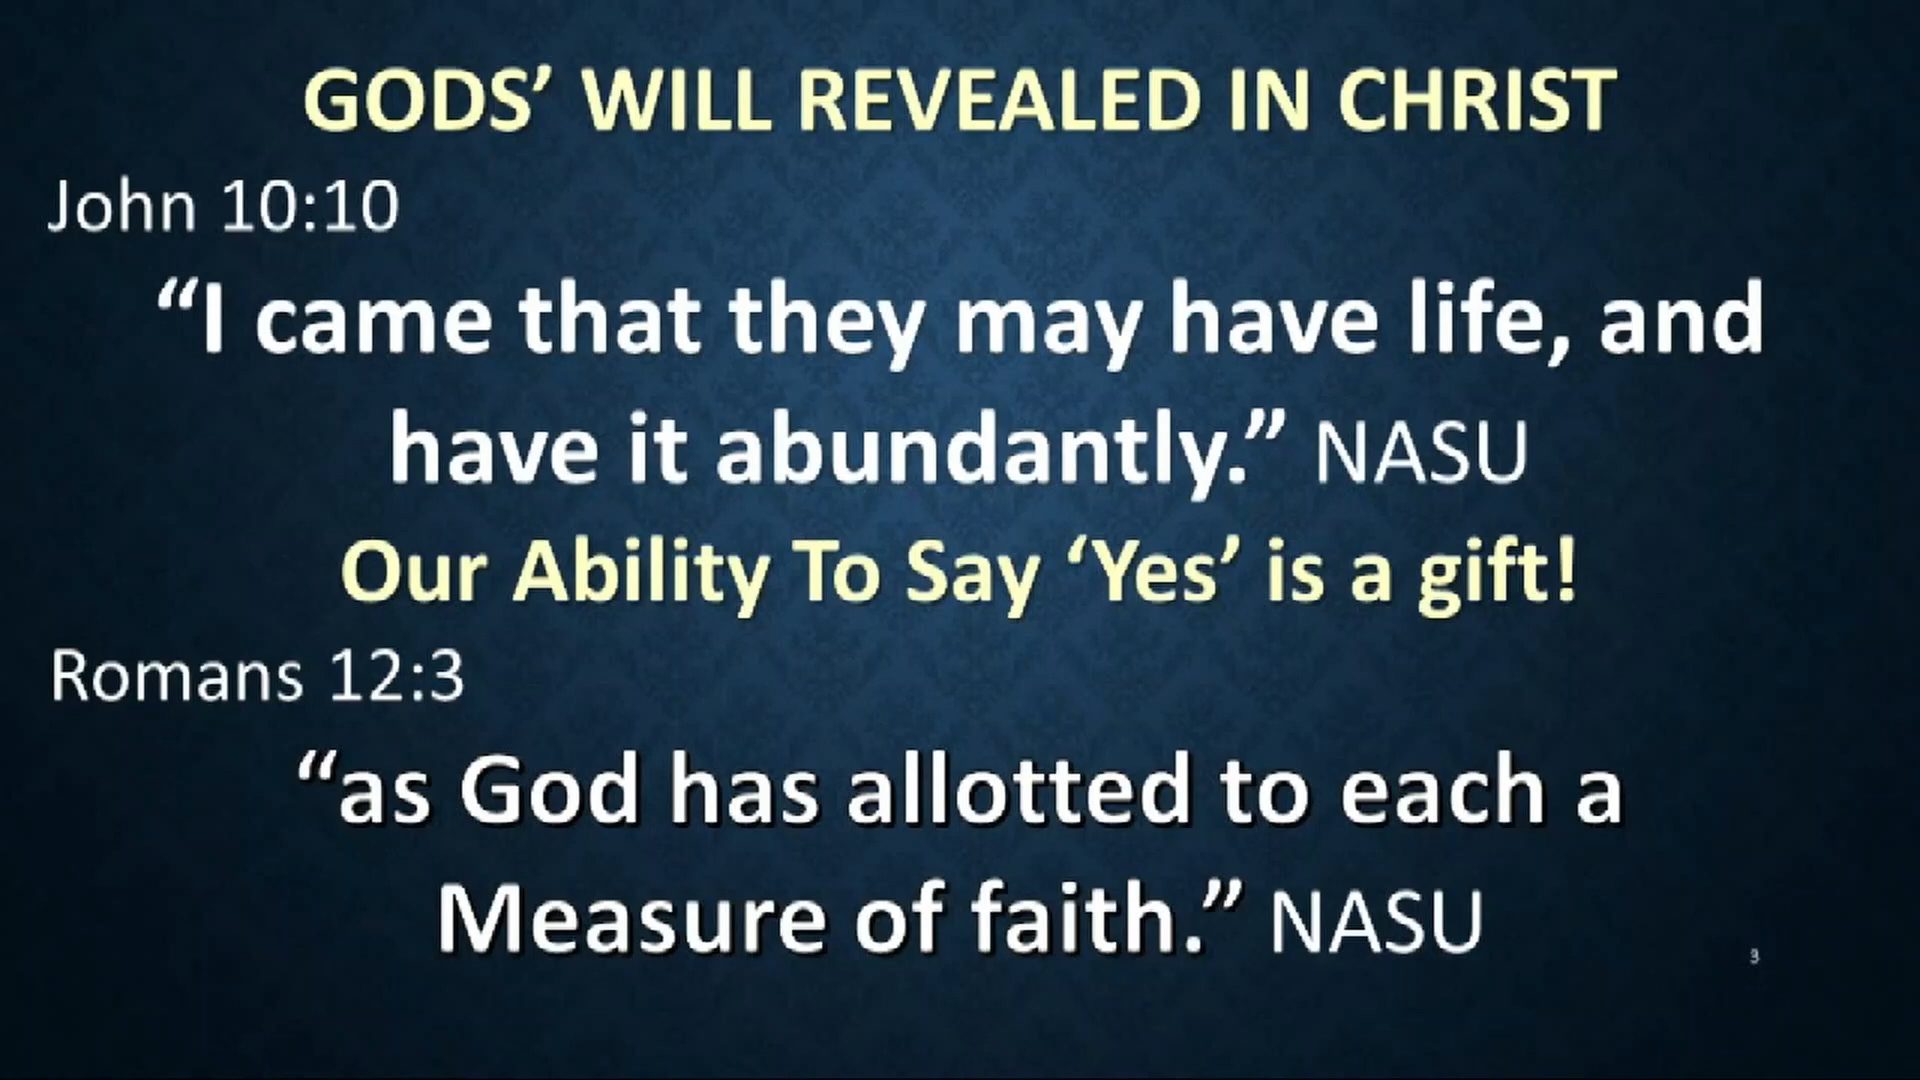 GODS’ WILL REVEALED IN CHRIST
John 10:10
“I came that they may have life, and
have it abundantly.” NASU
Our Ability To Say ‘Yes’ is a gift!
Romans 12:3
“as God has allotted to each a
Measure of faith.” NASU
3